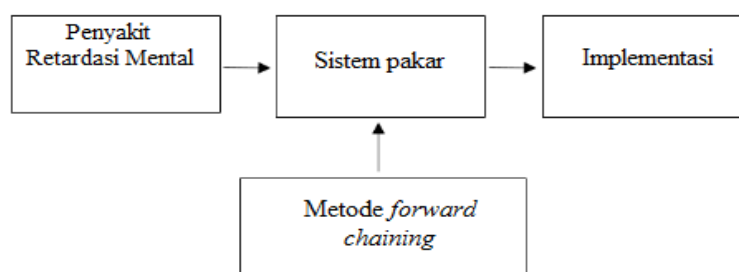 Penyakit
Retardasi Mental
Sistem pakar
Implementasi
Metode forward
chaining